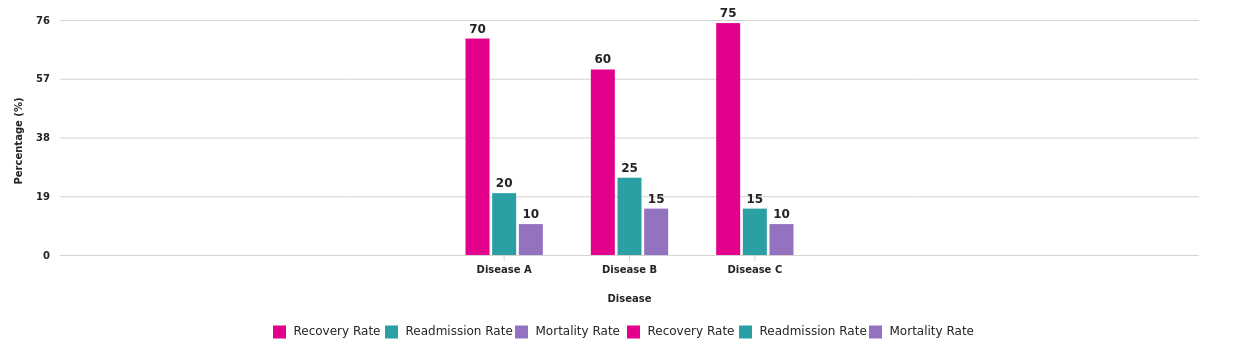 76
57
38
19
0
Percentage (%)
70
20
10
60
25
15
75
15
10
Disease A
Disease B
Disease C
Disease
Recovery Rate Readmission Rate Mortality Rate Recovery Rate Readmission Rate Mortality Rate